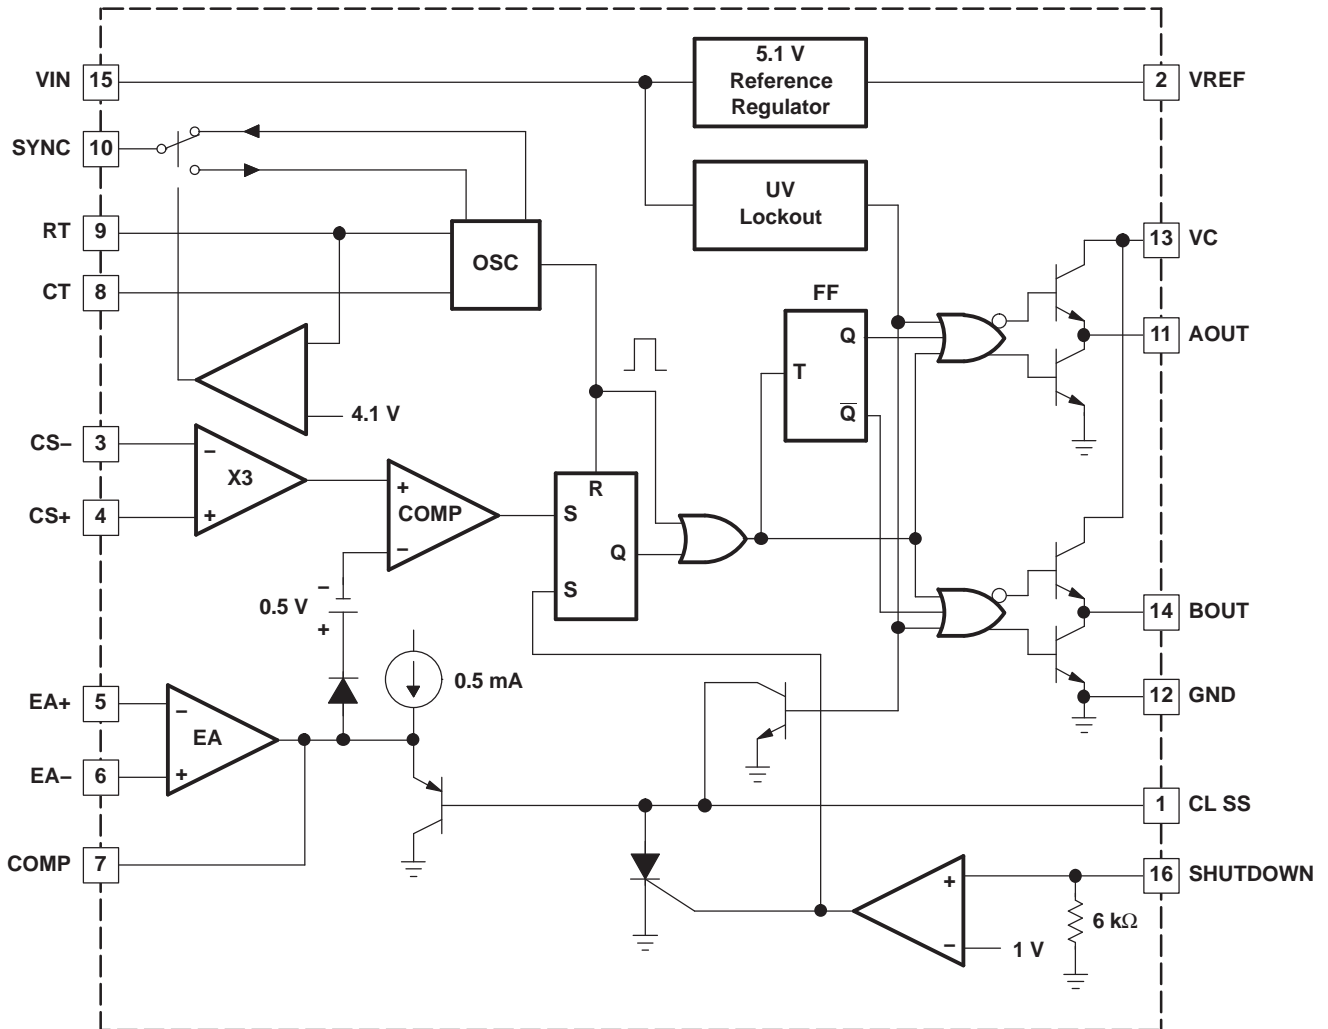 5.1 V
Reference
Regulator
VIN 15
2 VREF
SYNC 10
UV
Lockout
RT 9
13 VC
OSC
CT 8
FF
Q
11 AOUT
T
4.1 V
Q̅
CS– 3
–
X3
+
COMP
R
CS+ 4
+
S
–
Q
S
–
0.5 V
+
14 BOUT
0.5 mA
EA+ 5
–
12 GND
EA
EA– 6
+
1 CL SS
COMP 7
+
16 SHUTDOWN
6 kΩ
–
1 V